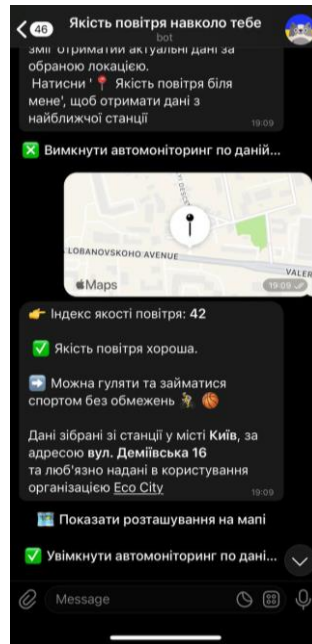 46
Якість повітря навколо тебе
bot
зміг отриматий актуальні дані за
обраною локацією.
Натисни ' Якість повітря біля
мене', щоб отримати дані з
найближчої станції
19:09
Вимкнути автомоніторинг по даній...
LOBANOVSKOHO AVENUE
VALER
Maps
19:09
Індекс якості повітря: 42
Якість повітря хороша.
Можна гуляти та займатися
спортом без обмежень
Дані зібрані зі станції у місті Київ, за
адресою вул. Деміївська 16
та люб'язно надані в користування
організацією Eco City
19:09
Показати розташування на мапі
Увімкнути автомоніторинг по дані...
Message